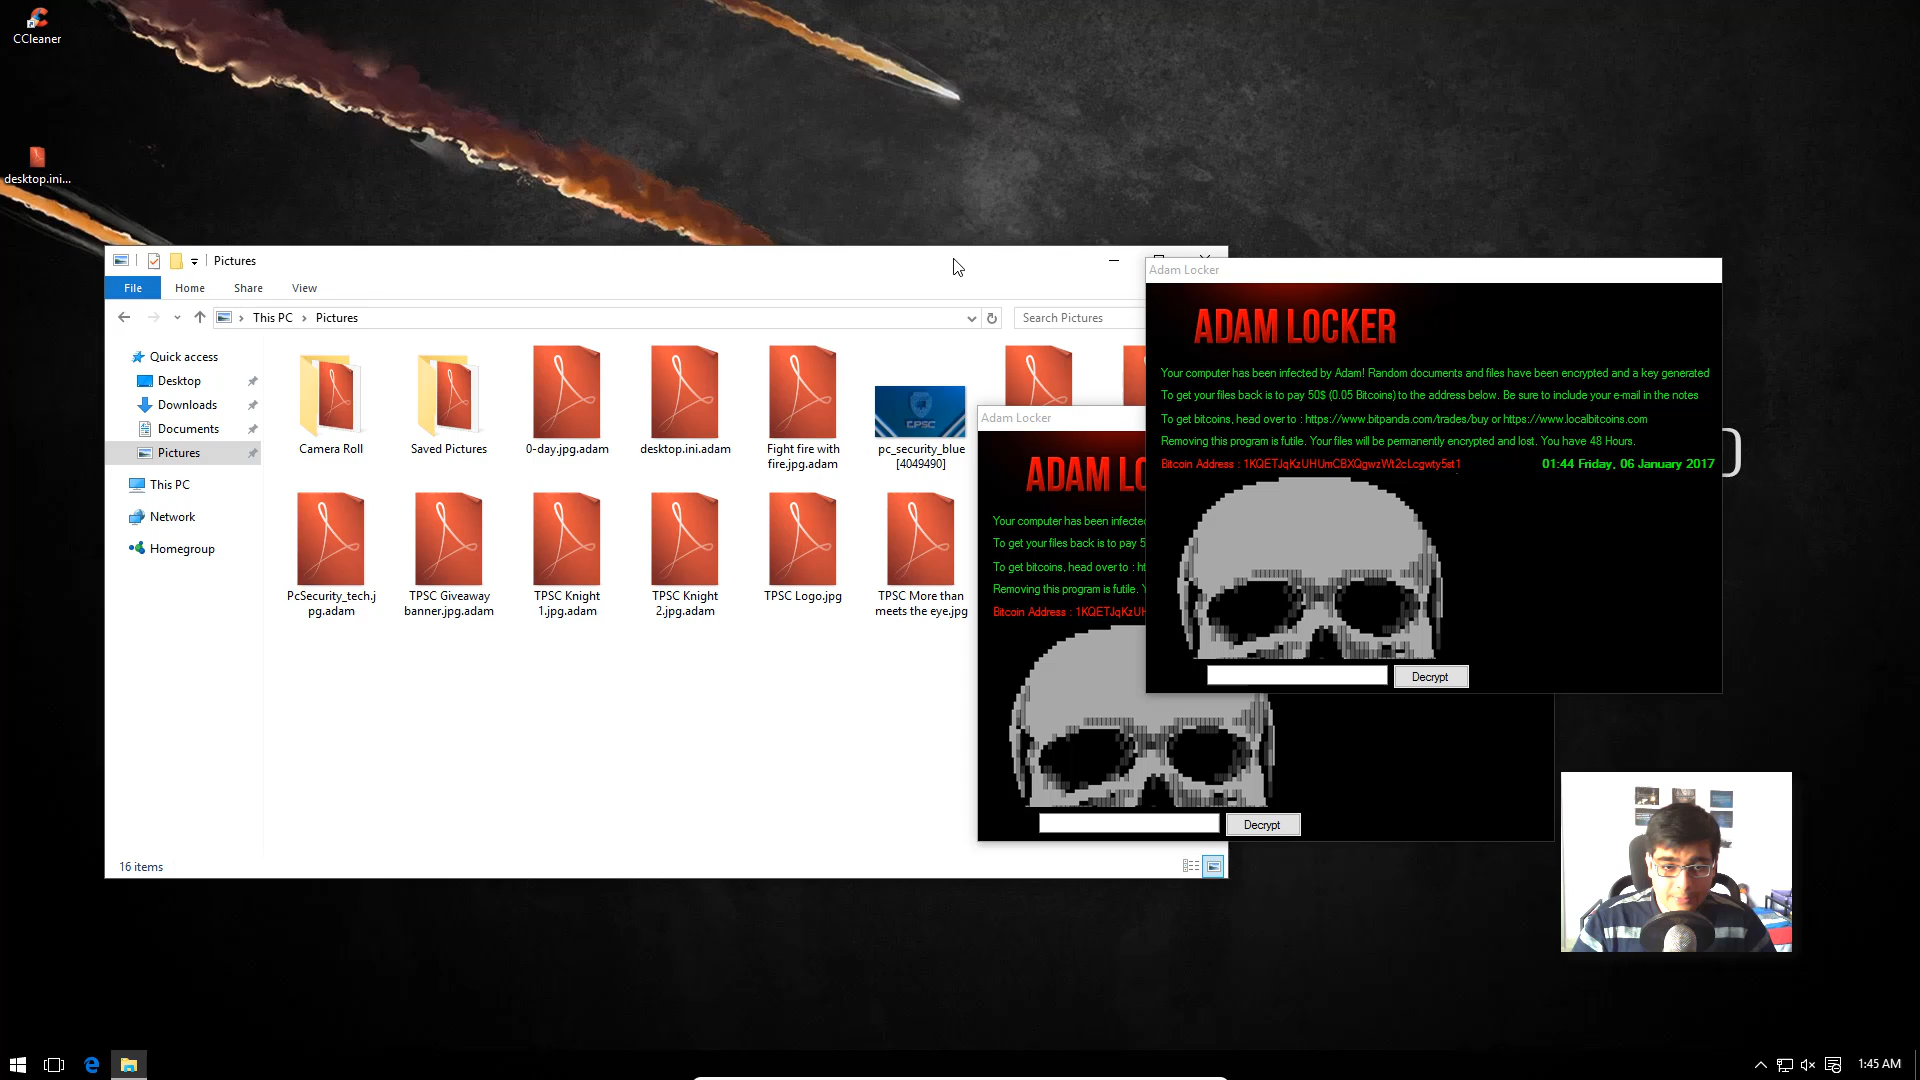 CCleaner
desktop.ini...
Pictures
File
Home
Share
View
This PC
Pictures
Search Pictures
Quick access
Desktop
Downloads
Documents
Pictures
This PC
Network
Homegroup
Camera Roll
Saved Pictures
0-day.jpg.adam
desktop.ini.adam
Fight fire with
fire.jpg.adam
pc_security_blue
[4049490]
TPSC
PcSecurity_tech.j
pg.adam
TPSC Giveaway
banner.jpg.adam
TPSC Knight
1.jpg.adam
TPSC Knight
2.jpg.adam
TPSC Logo.jpg
TPSC More than
meets the eye.jpg
16 items
Adam Locker
ADAM LO
Your computer has been infecte
To get your files back is to pay 5
To get bitcoins, head over to : ht
Removing this program is futile. Y
Bitcoin Address : 1KQETJqKzUH
Decrypt
Adam Locker
ADAM LOCKER
Your computer has been infected by Adam! Random documents and files have been encrypted and a key generated
To get your files back is to pay 50$ (0.05 Bitcoins) to the address below. Be sure to include your e-mail in the notes
To get bitcoins, head over to : https://www.bitpanda.com/trades/buy or https://www.localbitcoins.com
Removing this program is futile. Your files will be permanently encrypted and lost. You have 48 Hours.
Bitcoin Address : 1KQETJqKzUHUmCBXQgwzWt2cLcgwty5st1
01:44 Friday, 06 January 2017
Decrypt
1:45 AM